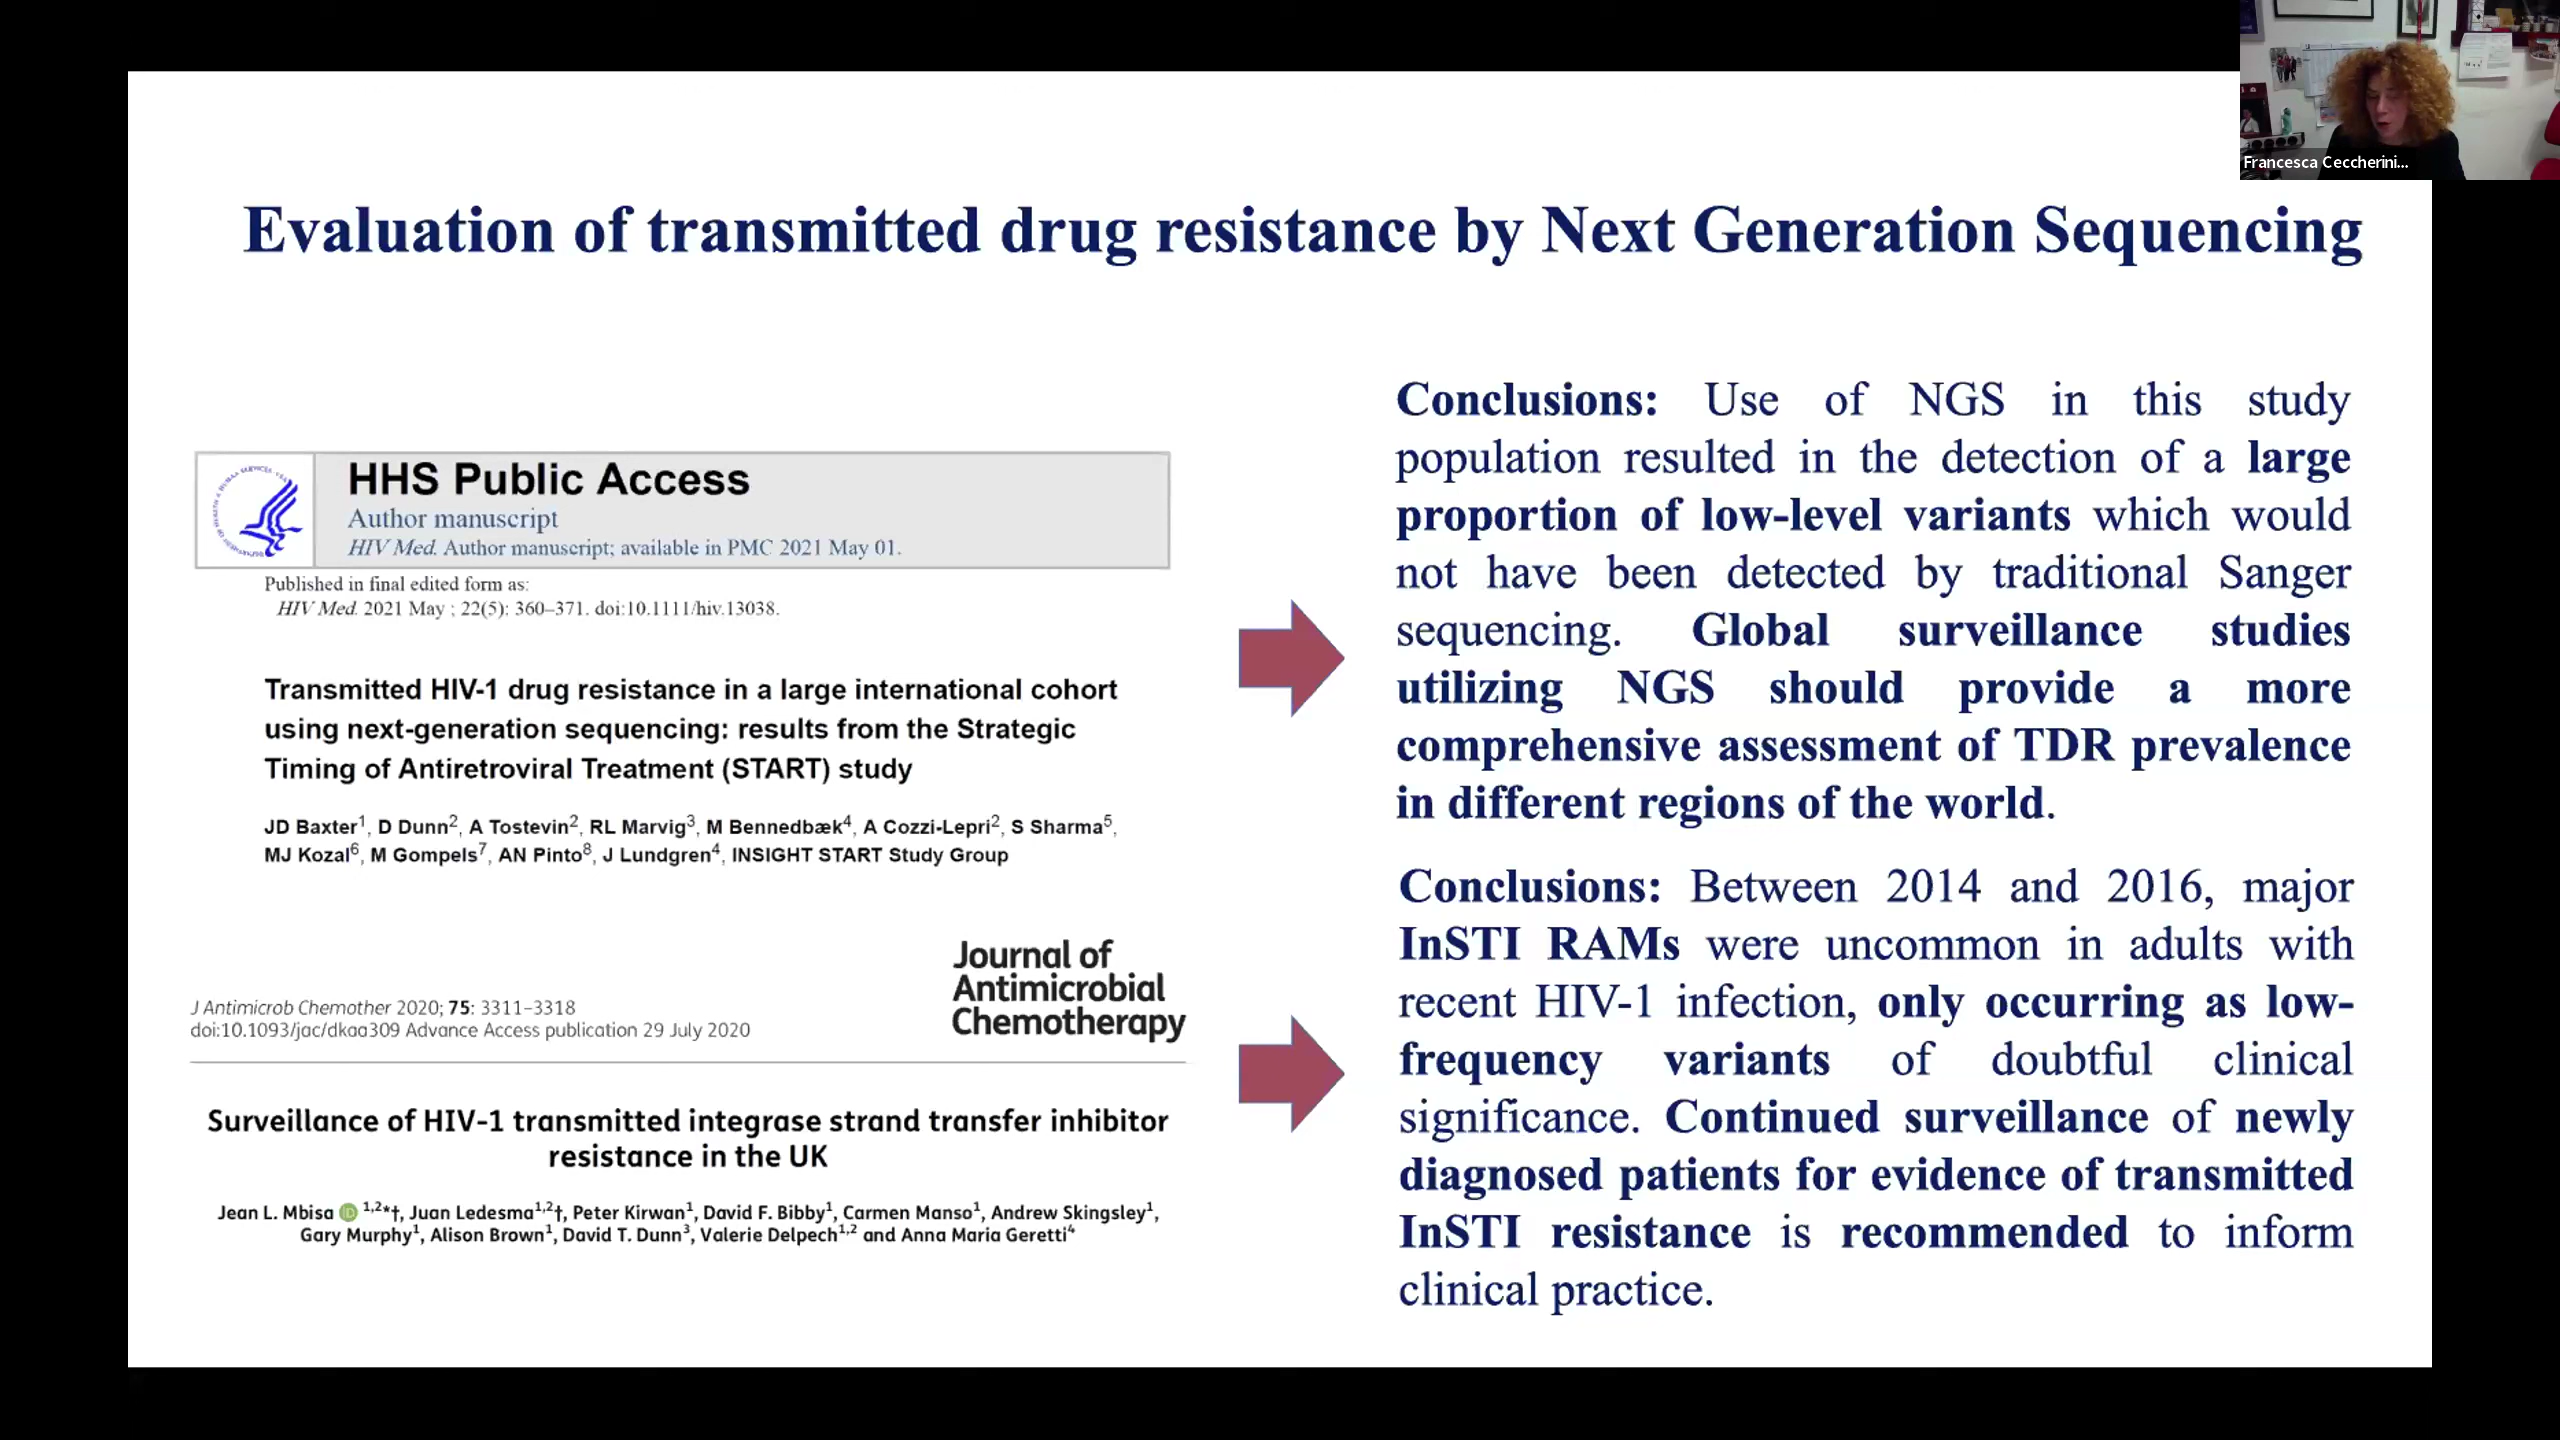 Francesca Ceccherini...
Evaluation of transmitted drug resistance by Next Generation Sequencing
HHS Public Access
Author manuscript
HIV Med. Author manuscript; available in PMC 2021 May 01.
Published in final edited form as:
HIV Med. 2021 May ; 22(5): 360–371. doi:10.1111/hiv.13038.
Transmitted HIV-1 drug resistance in a large international cohort
using next-generation sequencing: results from the Strategic
Timing of Antiretroviral Treatment (START) study
JD Baxter1, D Dunn2, A Tostevin2, RL Marvig3, M Bennedbæk4, A Cozzi-Lepri2, S Sharma5,
MJ Kozal6, M Gompels7, AN Pinto8, J Lundgren4, INSIGHT START Study Group
Conclusions: Use of NGS in this study
population resulted in the detection of a large
proportion of low-level variants which would
not have been detected by traditional Sanger
sequencing. Global surveillance studies
utilizing NGS should provide a more
comprehensive assessment of TDR prevalence
in different regions of the world.
J Antimicrob Chemother 2020; 75: 3311–3318
doi:10.1093/jac/dkaa309 Advance Access publication 29 July 2020
Journal of
Antimicrobial
Chemotherapy
Surveillance of HIV-1 transmitted integrase strand transfer inhibitor
resistance in the UK
Jean L. Mbisa iD 1,2*†, Juan Ledesma1,2†, Peter Kirwan1, David F. Bibby1, Carmen Manso1, Andrew Skingsley1,
Gary Murphy1, Alison Brown1, David T. Dunn3, Valerie Delpech1,2 and Anna Maria Geretti4
Conclusions: Between 2014 and 2016, major
InSTI RAMs were uncommon in adults with
recent HIV-1 infection, only occurring as low-
frequency variants of doubtful clinical
significance. Continued surveillance of newly
diagnosed patients for evidence of transmitted
InSTI resistance is recommended to inform
clinical practice.